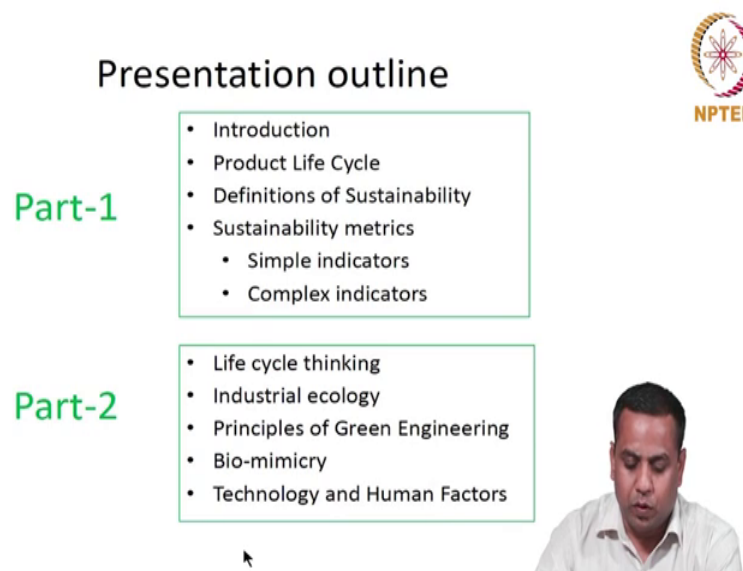 Presentation outline
NPTEL
Part-1
• Introduction
• Product Life Cycle
• Definitions of Sustainability
• Sustainability metrics
• Simple indicators
• Complex indicators
Part-2
• Life cycle thinking
• Industrial ecology
• Principles of Green Engineering
• Bio-mimicry
• Technology and Human Factors